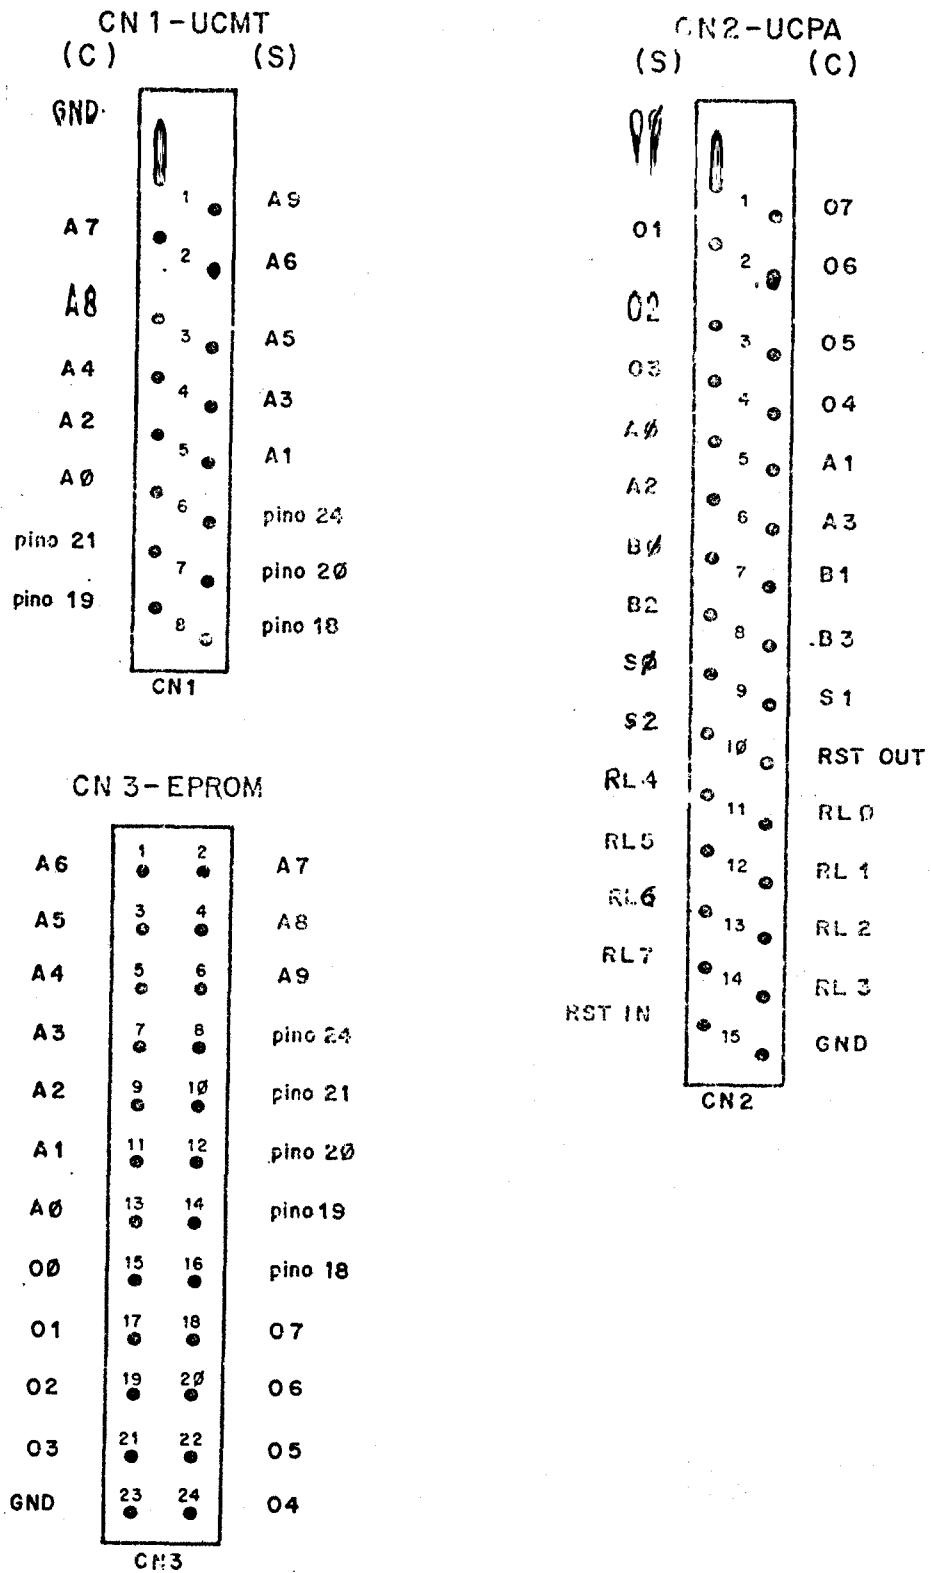 CN 1-UCMT
(C) (S)
GND
1 A9
A7
2 A6
A8
3 A5
A4
4 A3
A2
5 A1
AØ
6 pino 24
pino 21
7 pino 2Ø
pino 19
8 pino 18
CN1
CN2-UCPA
(S) (C)
1 O7
O1
2 O6
O2
3 O5
O3
4 O4
AØ
5 A1
A2
6 A3
BØ
7 B1
B2
8 B3
SØ
9 S1
S2
1Ø RST OUT
RL4
11 RL0
RL5
12 RL 1
RL6
13 RL 2
RL7
14 RL 3
RST IN
15 GND
CN2
CN 3-EPROM
A6 1 2 A7
A5 3 4 A8
A4 5 6 A9
A3 7 8 pino 24
A2 9 1Ø pino 21
A1 11 12 pino 2Ø
AØ 13 14 pino 19
OØ 15 16 pino 18
O1 17 18 O7
O2 19 2Ø O6
O3 21 22 O5
GND 23 24 O4
CN3